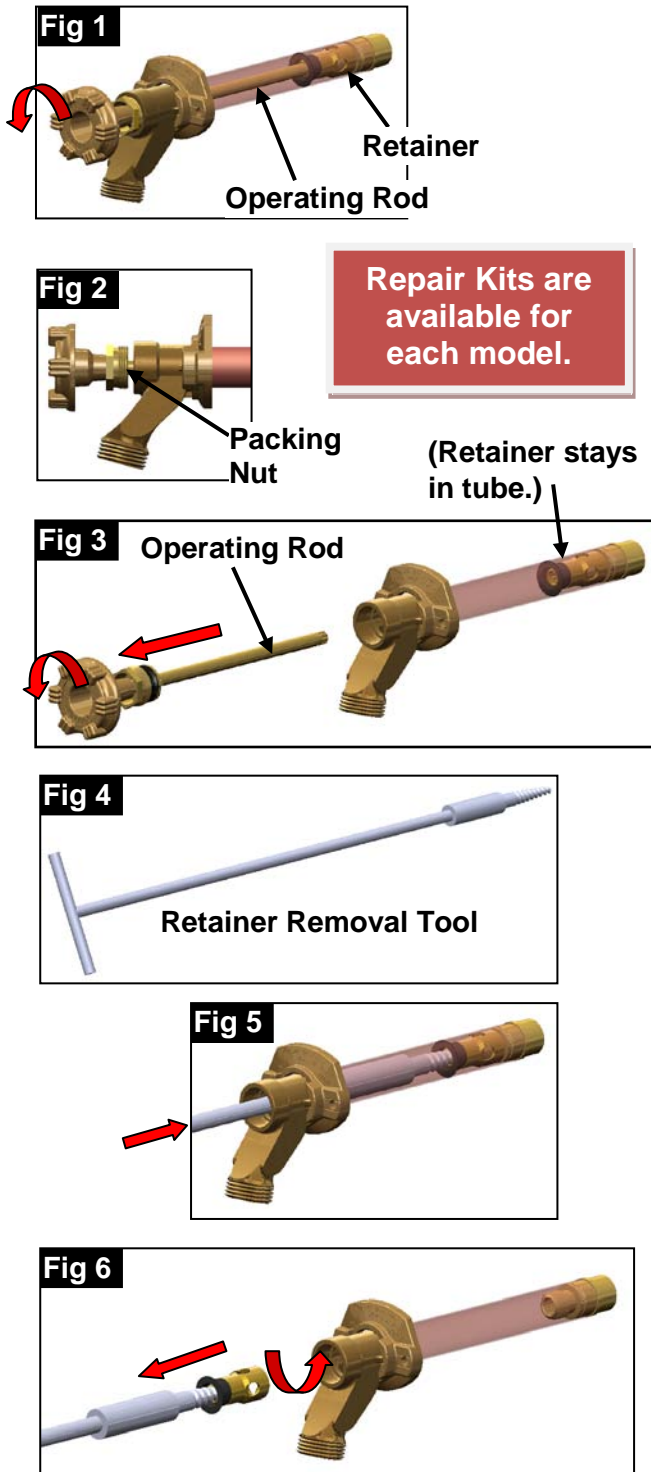 Fig 1
Retainer
Operating Rod
Fig 2
Repair Kits are
available for
each model.
Packing
Nut
(Retainer stays
in tube.)
Fig 3
Operating Rod
Fig 4
Retainer Removal Tool
Fig 5
Fig 6